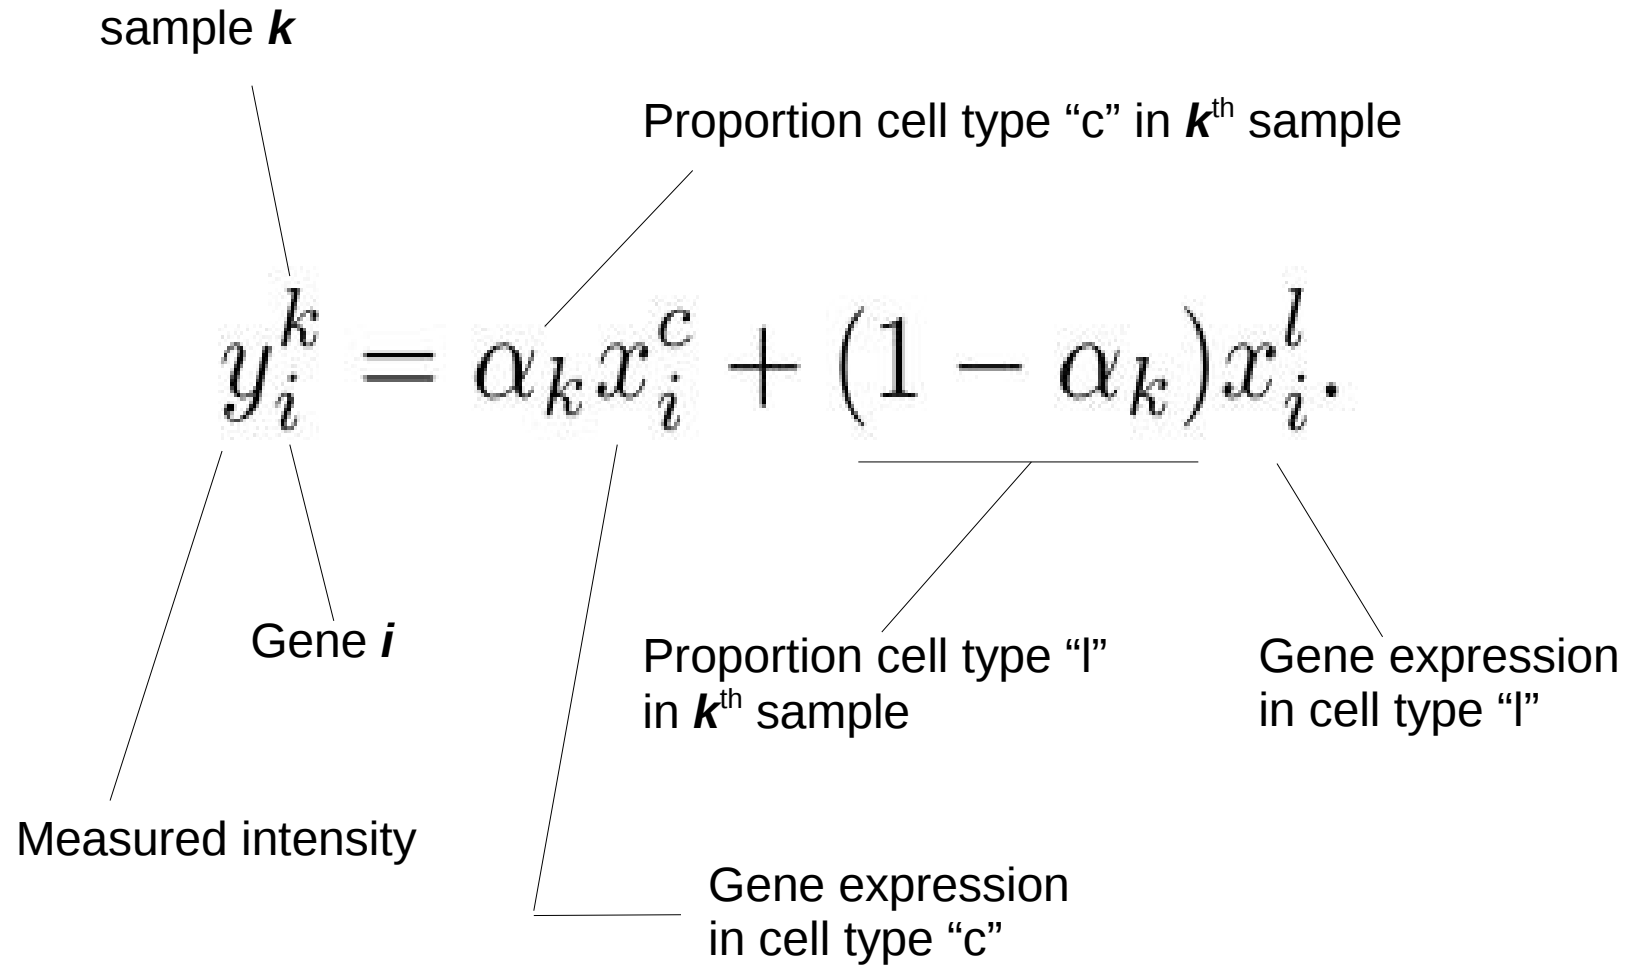 sample k
Proportion cell type “c” in kth sample
y_i^k = α_k x_i^c + (1 − α_k) x_i^l.
Gene i
Proportion cell type “l”
in kth sample
Gene expression
in cell type “l”
Measured intensity
Gene expression
in cell type “c”